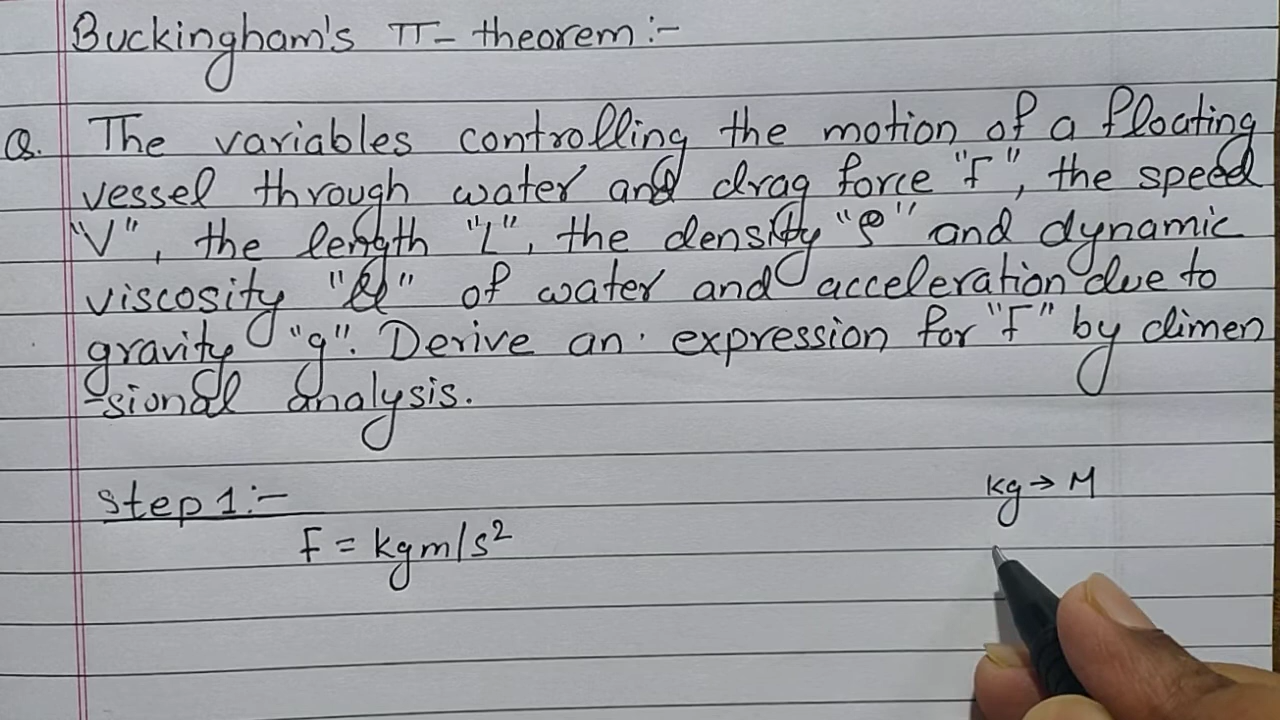 Buckingham's π- theorem:-
Q. The variables controlling the motion of a floating
vessel through water and drag force "F", the speed
"V", the length "L", the density "ρ" and dynamic
viscosity "μ" of water and acceleration due to
gravity "g". Derive an expression for "F" by dimen
-sional analysis.
Step 1:-
kg → M
F = kgm/s²